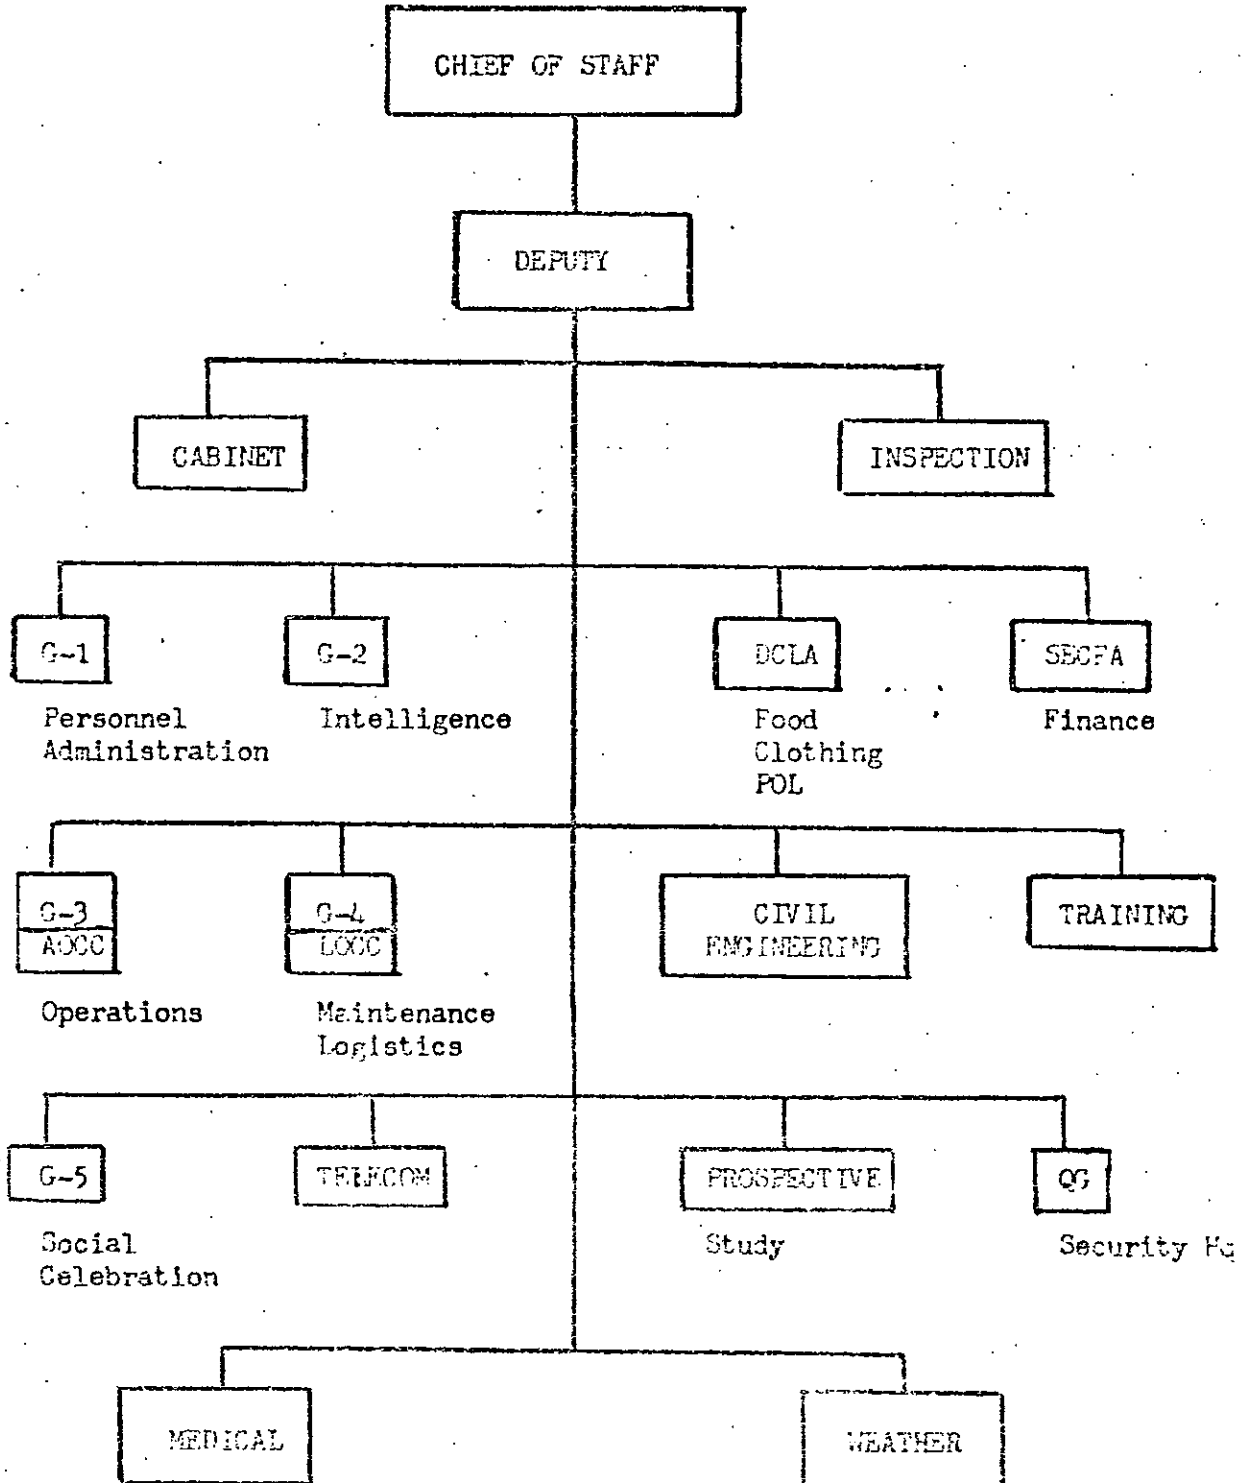 CHIEF OF STAFF
DEPUTY
CABINET
INSPECTION
G-1
G-2
DCLA
SECFA
Personnel
Administration
Intelligence
Food
Clothing
POL
Finance
G-3
AOCC
G-4
LOCC
CIVIL
ENGINEERING
TRAINING
Operations
Maintenance
Logistics
G-5
TELECOM
PROSPECTIVE
QG
Social
Celebration
Study
Security Hq
MEDICAL
WEATHER